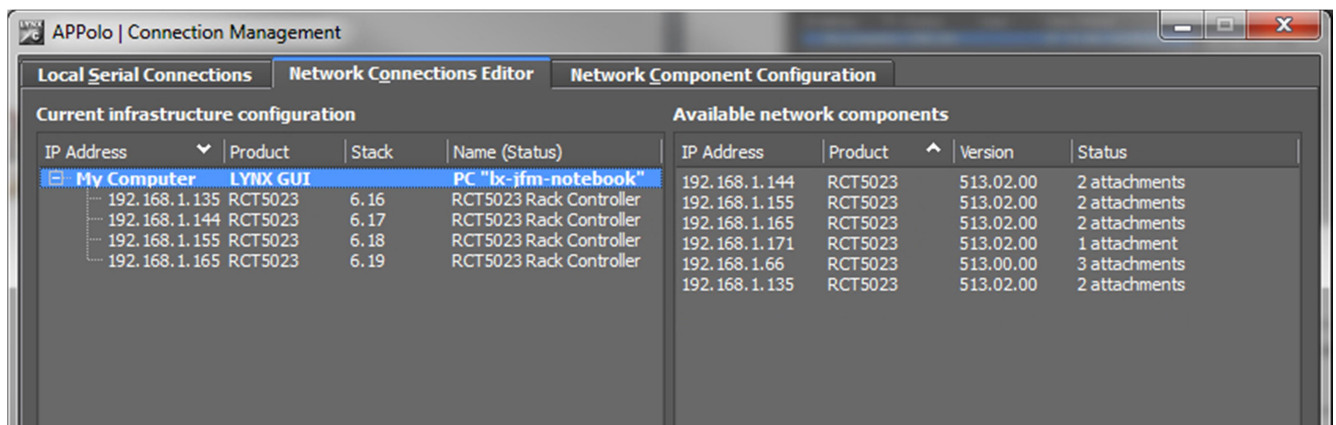 APPolo | Connection Management
Local Serial Connections Network Connections Editor Network Component Configuration
Current infrastructure configuration
IP Address Product Stack Name (Status)
My Computer LYNX GUI PC "lx-jfm-notebook"
192.168.1.135 RCT5023 6.16 RCT5023 Rack Controller
192.168.1.144 RCT5023 6.17 RCT5023 Rack Controller
192.168.1.155 RCT5023 6.18 RCT5023 Rack Controller
192.168.1.165 RCT5023 6.19 RCT5023 Rack Controller
Available network components
IP Address Product Version Status
192.168.1.144 RCT5023 513.02.00 2 attachments
192.168.1.155 RCT5023 513.02.00 2 attachments
192.168.1.165 RCT5023 513.02.00 2 attachments
192.168.1.171 RCT5023 513.02.00 1 attachment
192.168.1.66 RCT5023 513.00.00 3 attachments
192.168.1.135 RCT5023 513.02.00 2 attachments